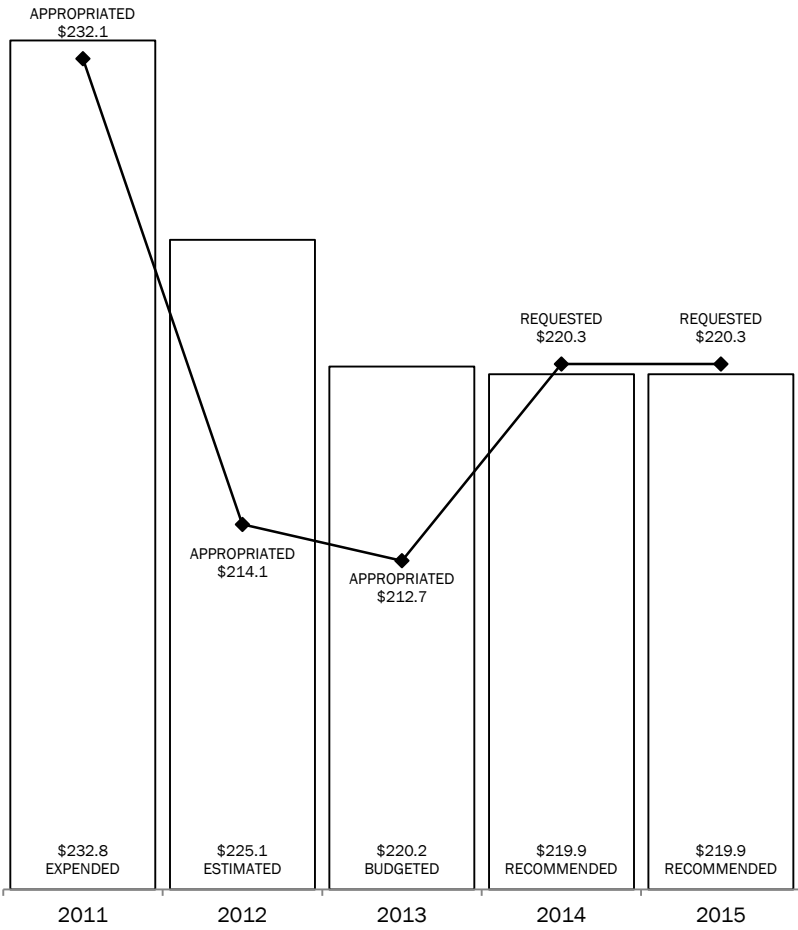 APPROPRIATED
$232.1
REQUESTED
$220.3
REQUESTED
$220.3
APPROPRIATED
$214.1
APPROPRIATED
$212.7
$232.8
EXPENDED
$225.1
ESTIMATED
$220.2
BUDGETED
$219.9
RECOMMENDED
$219.9
RECOMMENDED
2011
2012
2013
2014
2015